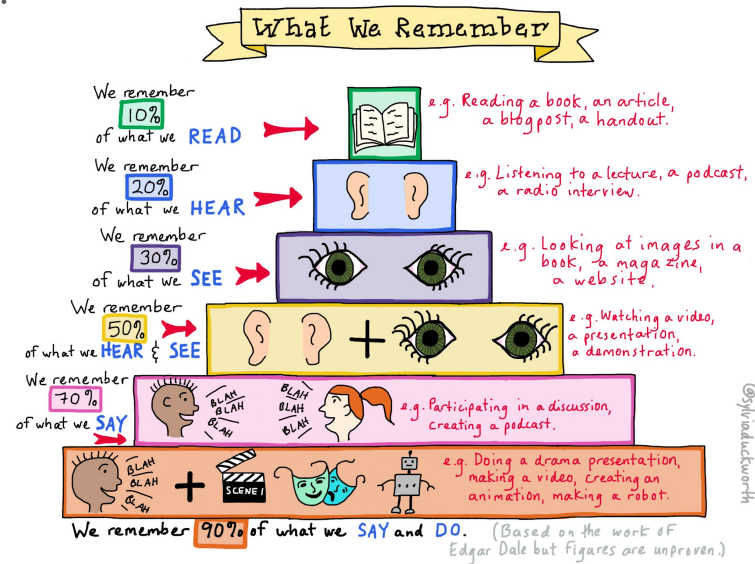 What We Remember
We remember
10%
of what we READ
e.g. Reading a book, an article,
a blogpost, a handout.
We remember
20%
of what we HEAR
e.g. Listening to a lecture, a podcast,
a radio interview.
We remember
30%
of what we SEE
e.g. Looking at images in a
book, a magazine,
a website.
We remember
50%
of what we HEAR & SEE
+
e.g. Watching a video,
a presentation,
a demonstration.
We remember
70%
of what we SAY
BLAH
BLAH
BLAH
BLAH
BLAH
BLAH
e.g. Participating in a discussion,
creating a podcast.
BLAH
BLAH
BLAH
+
SCENE 1
e.g. Doing a drama presentation,
making a video, creating an
animation, making a robot.
We remember 90% of what we SAY and DO.
(Based on the work of
Edgar Dale but Figures are unproven.)
@sylviaduckworth